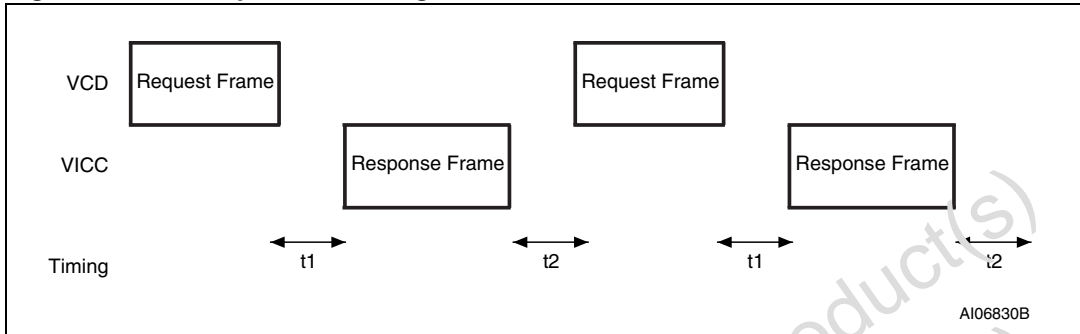 VCD Request Frame Request Frame
VICC Response Frame Response Frame
Timing t1 t2 t1 t2
AI06830B